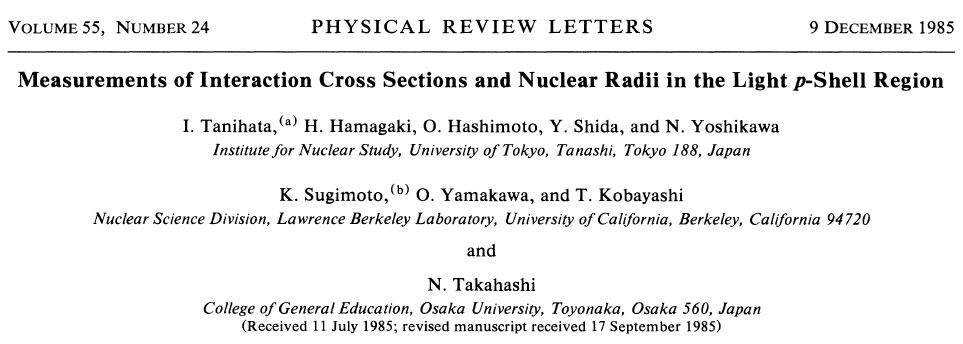 VOLUME 55, NUMBER 24 PHYSICAL REVIEW LETTERS 9 DECEMBER 1985
Measurements of Interaction Cross Sections and Nuclear Radii in the Light p-Shell Region
I. Tanihata,(a) H. Hamagaki, O. Hashimoto, Y. Shida, and N. Yoshikawa
Institute for Nuclear Study, University of Tokyo, Tanashi, Tokyo 188, Japan
K. Sugimoto,(b) O. Yamakawa, and T. Kobayashi
Nuclear Science Division, Lawrence Berkeley Laboratory, University of California, Berkeley, California 94720
and
N. Takahashi
College of General Education, Osaka University, Toyonaka, Osaka 560, Japan
(Received 11 July 1985; revised manuscript received 17 September 1985)